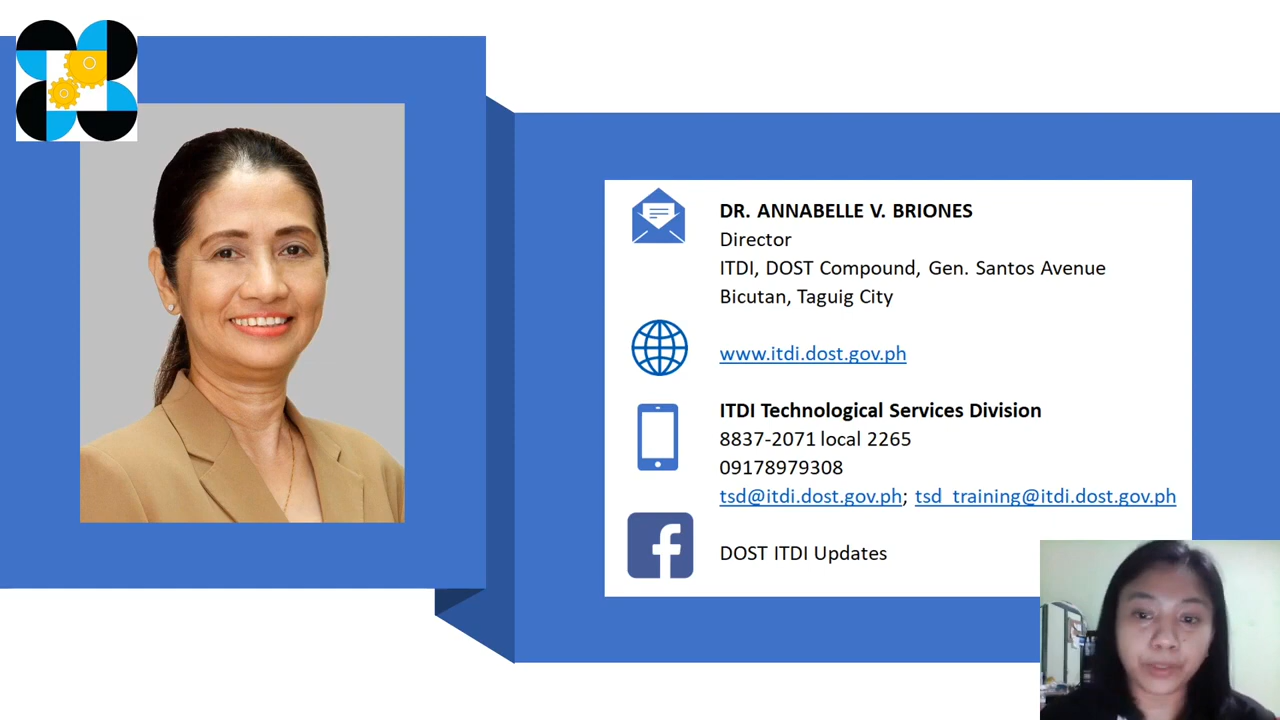 DR. ANNABELLE V. BRIONES
Director
ITDI, DOST Compound, Gen. Santos Avenue
Bicutan, Taguig City
www.itdi.dost.gov.ph
ITDI Technological Services Division
8837-2071 local 2265
09178979308
tsd@itdi.dost.gov.ph; tsd_training@itdi.dost.gov.ph
DOST ITDI Updates